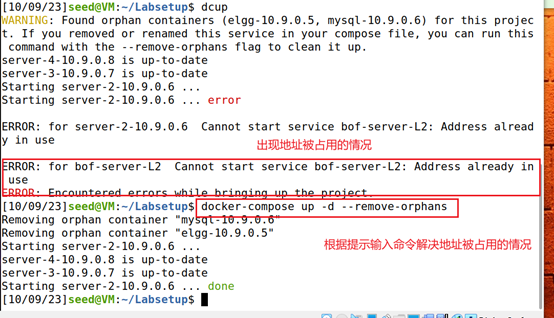 [10/09/23]seed@VM:~/Labsetup$ dcup
WARNING: Found orphan containers (elgg-10.9.0.5, mysql-10.9.0.6) for this projec
t. If you removed or renamed this service in your compose file, you can run this
 command with the --remove-orphans flag to clean it up.
server-4-10.9.0.8 is up-to-date
server-3-10.9.0.7 is up-to-date
Starting server-2-10.9.0.6 ...
Starting server-2-10.9.0.6 ... error
ERROR: for server-2-10.9.0.6  Cannot start service bof-server-L2: Address alread
y in use
出现地址被占用的情况
ERROR: for bof-server-L2  Cannot start service bof-server-L2: Address already in
 use
ERROR: Encountered errors while bringing up the project.
[10/09/23]seed@VM:~/Labsetup$ docker-compose up -d --remove-orphans
Removing orphan container "mysql-10.9.0.6"
Removing orphan container "elgg-10.9.0.5"
Starting server-2-10.9.0.6 ...
根据提示输入命令解决地址被占用的情况
server-4-10.9.0.8 is up-to-date
server-3-10.9.0.7 is up-to-date
Starting server-2-10.9.0.6 ... done
[10/09/23]seed@VM:~/Labsetup$